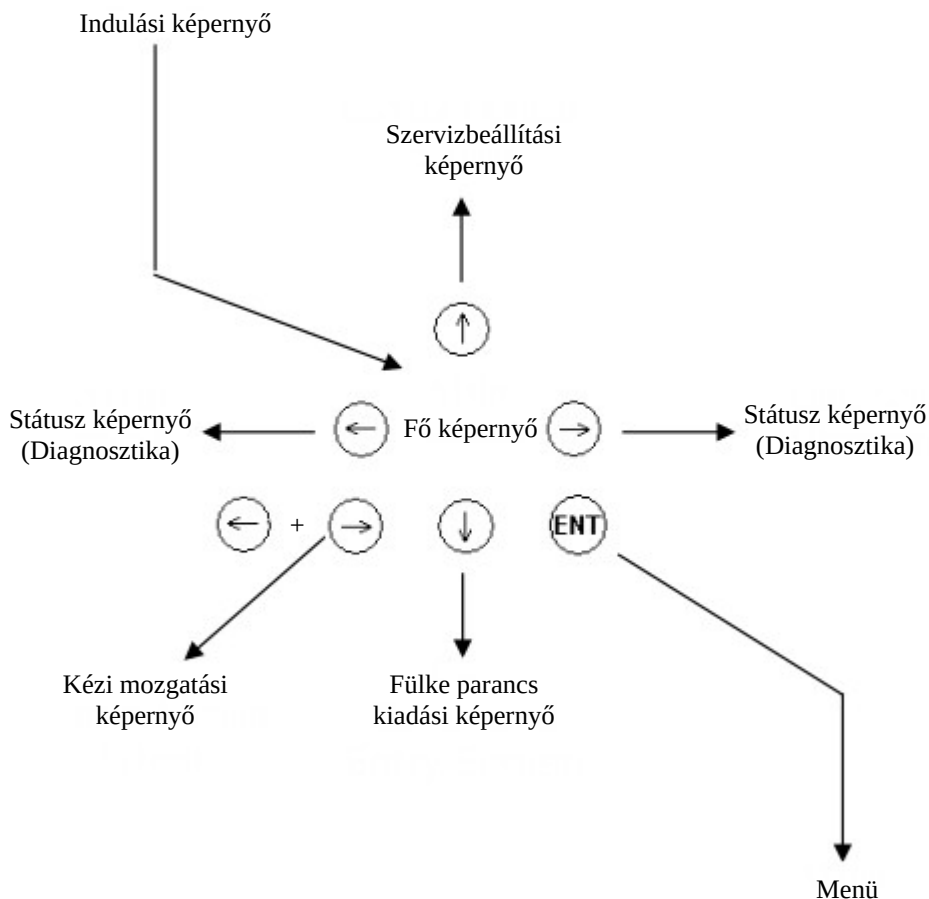 Indulási képernyő
Szervizbeállítási
képernyő
↑
Státusz képernyő
(Diagnosztika)
← Fő képernyő →
Státusz képernyő
(Diagnosztika)
← + → ↓ ENT
Kézi mozgatási
képernyő
Fülke parancs
kiadási képernyő
Menü